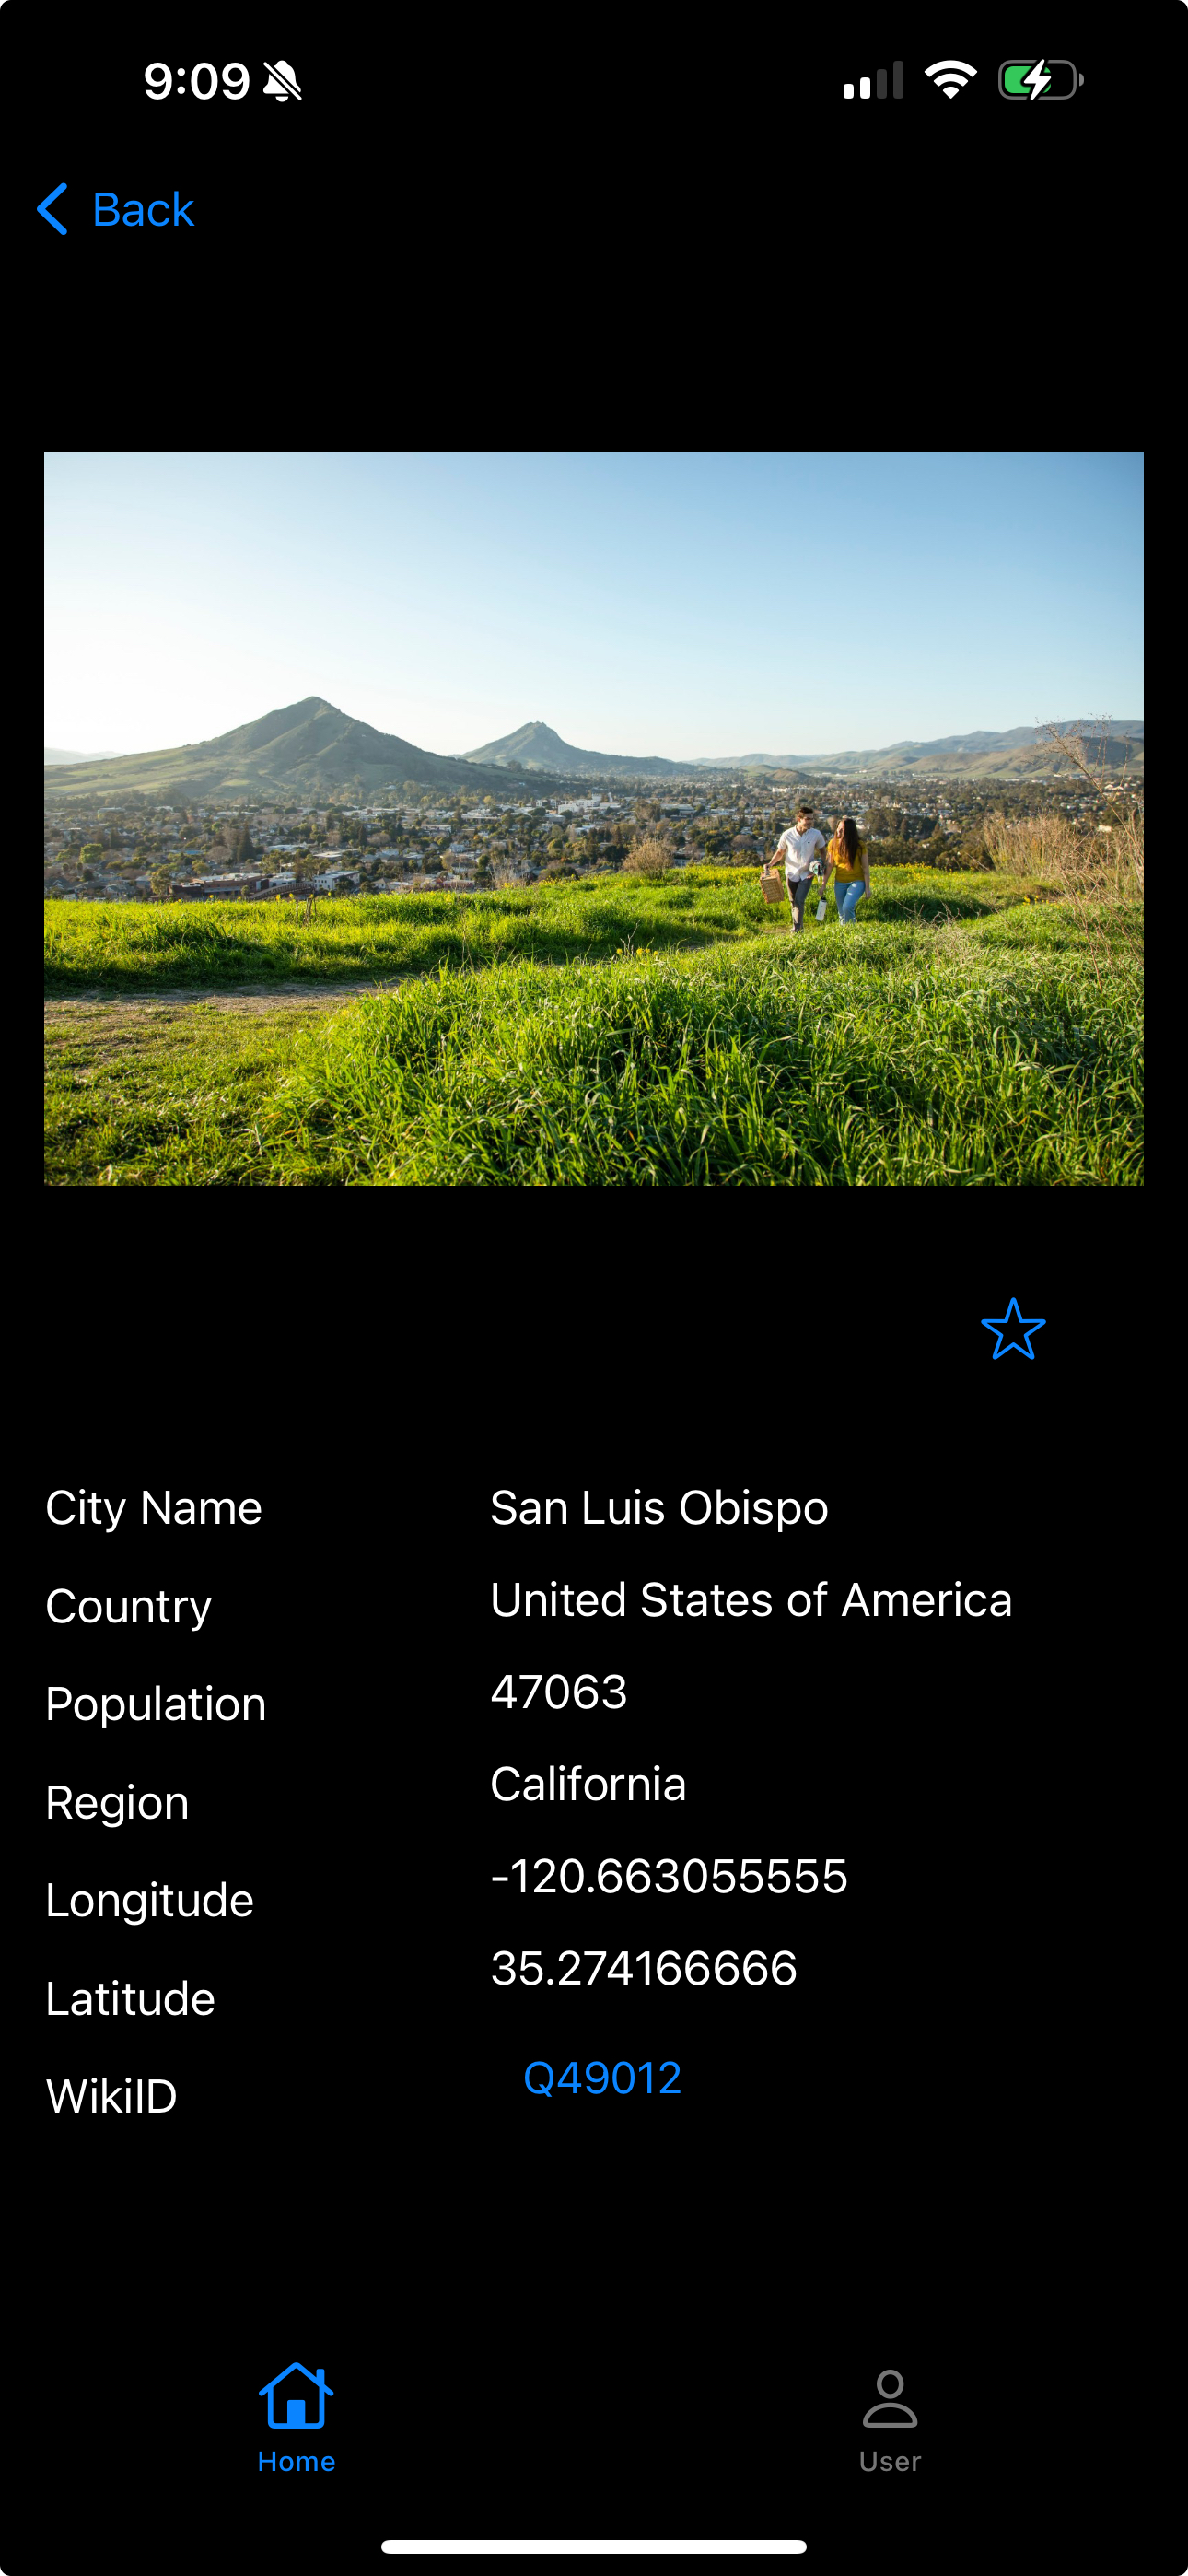 9:09
Back
City Name San Luis Obispo
Country United States of America
Population 47063
Region California
Longitude -120.663055555
Latitude 35.274166666
WikiID Q49012
Home User